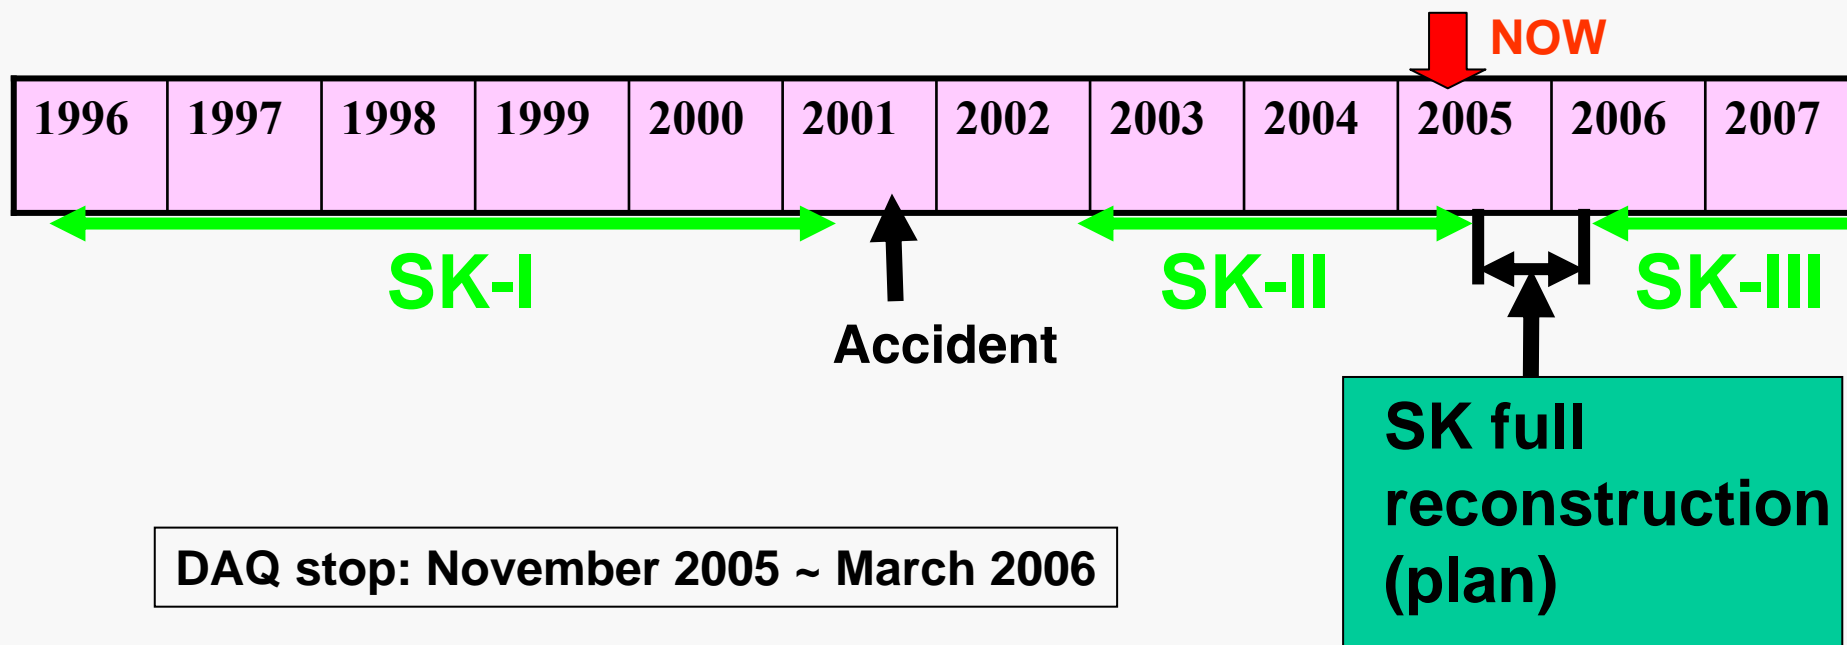 NOW
1996 1997 1998 1999 2000 2001 2002 2003 2004 2005 2006 2007
SK-I SK-II SK-III
Accident
SK full
reconstruction
(plan)
DAQ stop: November 2005 ~ March 2006